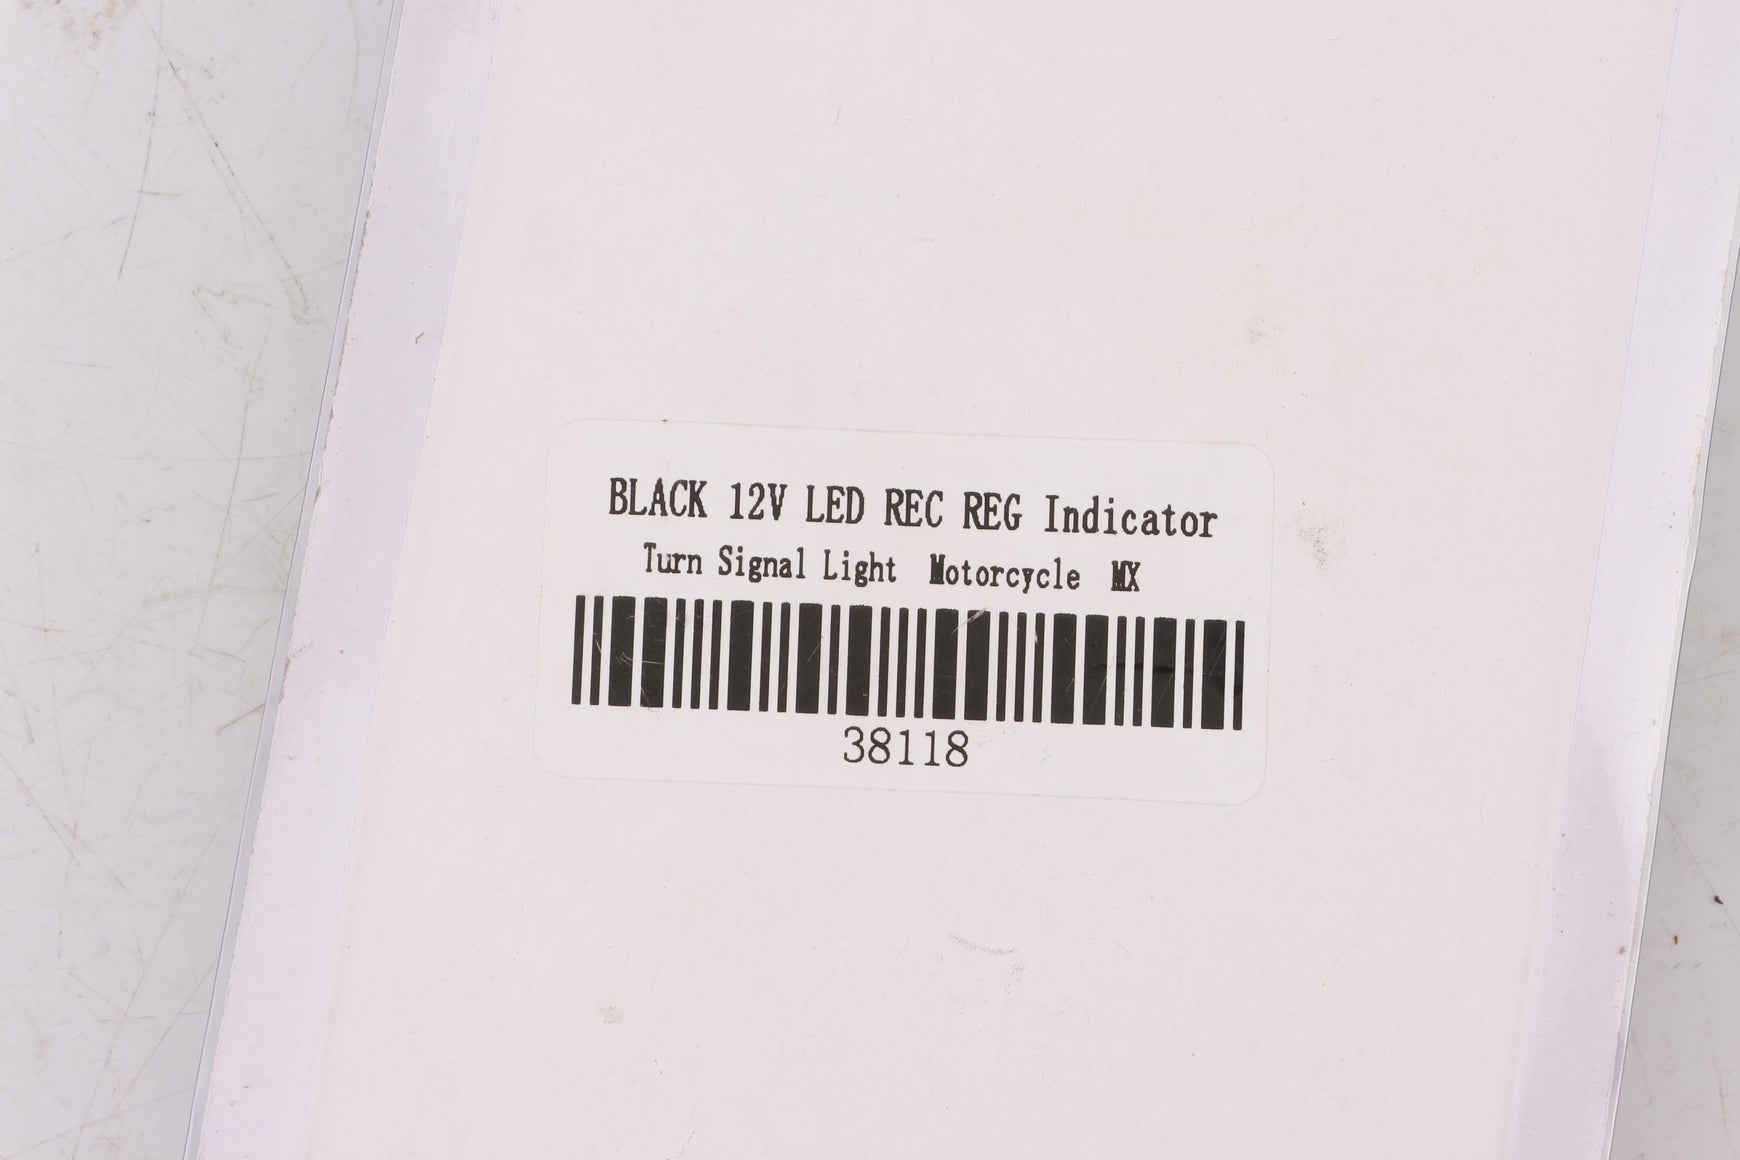 BLACK 12V LED REC REG Indicator
Turn Signal Light Motorcycle MX
38118